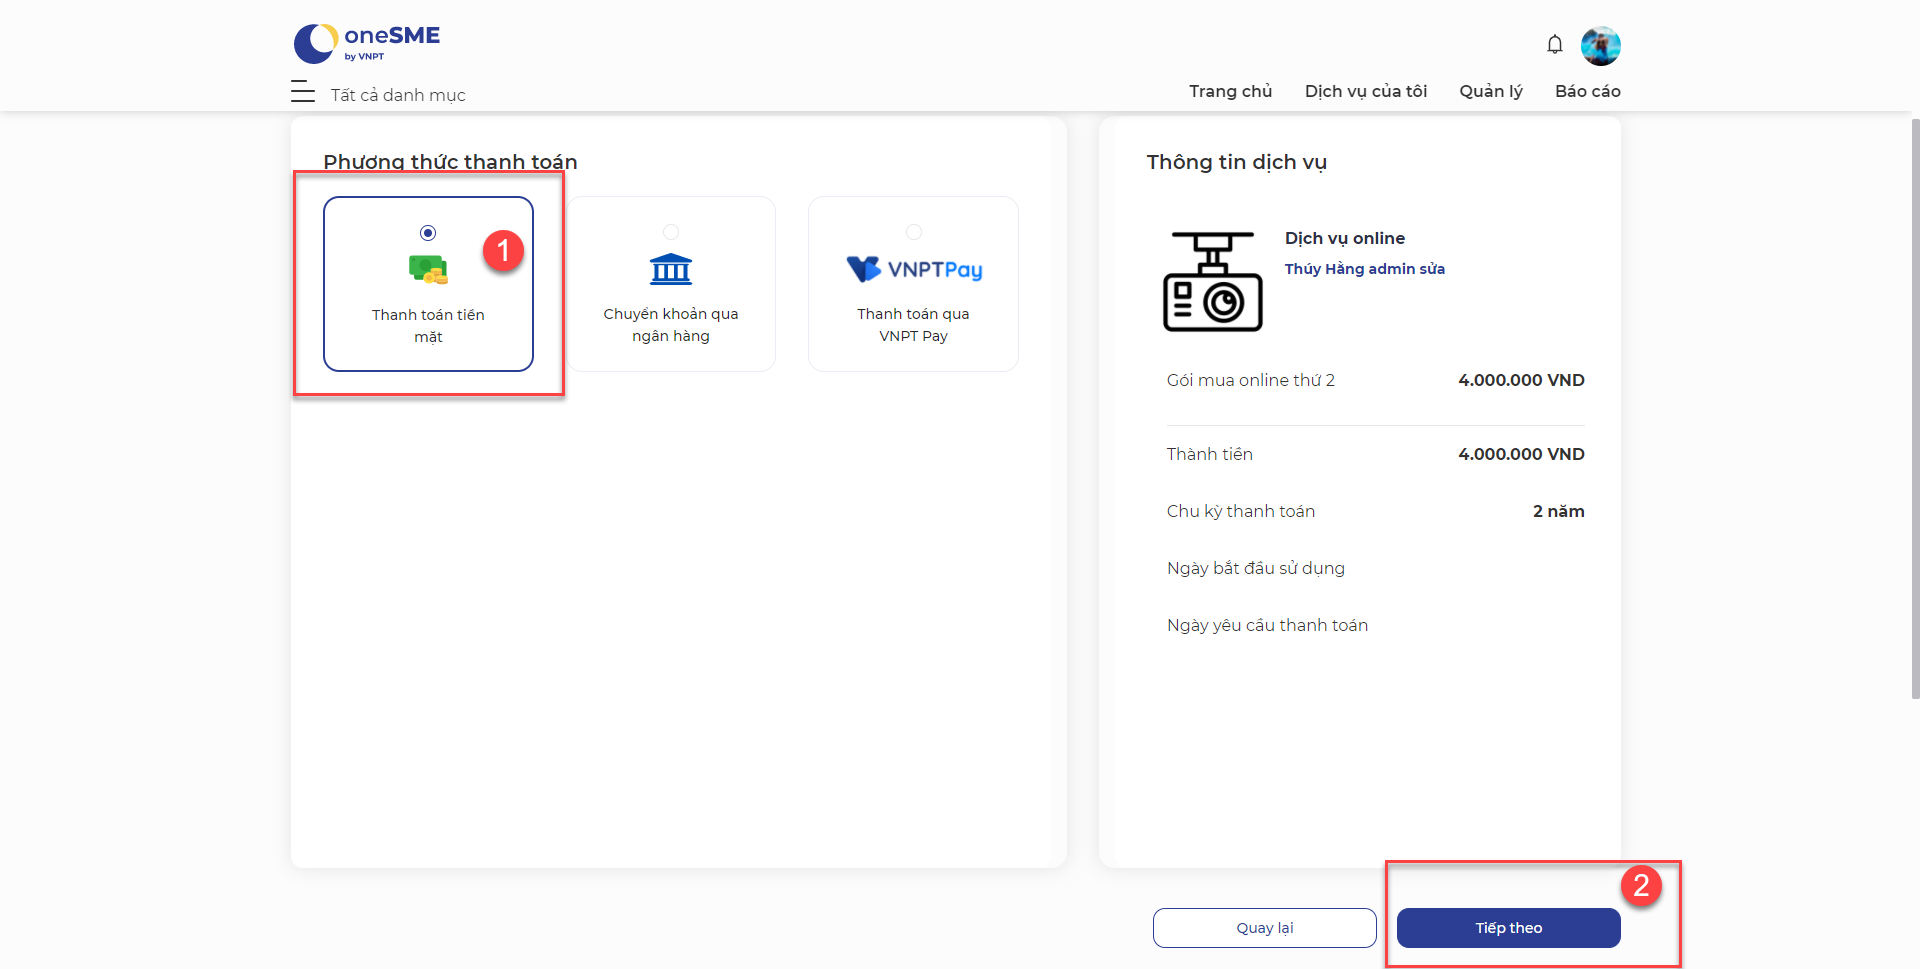 oneSME
by VNPT
Tất cả danh mục
Trang chủ
Dịch vụ của tôi
Quản lý
Báo cáo
Phương thức thanh toán
1
Thanh toán tiền
mặt
Chuyển khoản qua
ngân hàng
VNPTPay
Thanh toán qua
VNPT Pay
Thông tin dịch vụ
Dịch vụ online
Thúy Hằng admin sửa
Gói mua online thứ 2
4.000.000 VND
Thành tiền
4.000.000 VND
Chu kỳ thanh toán
2 năm
Ngày bắt đầu sử dụng
Ngày yêu cầu thanh toán
2
Quay lại
Tiếp theo